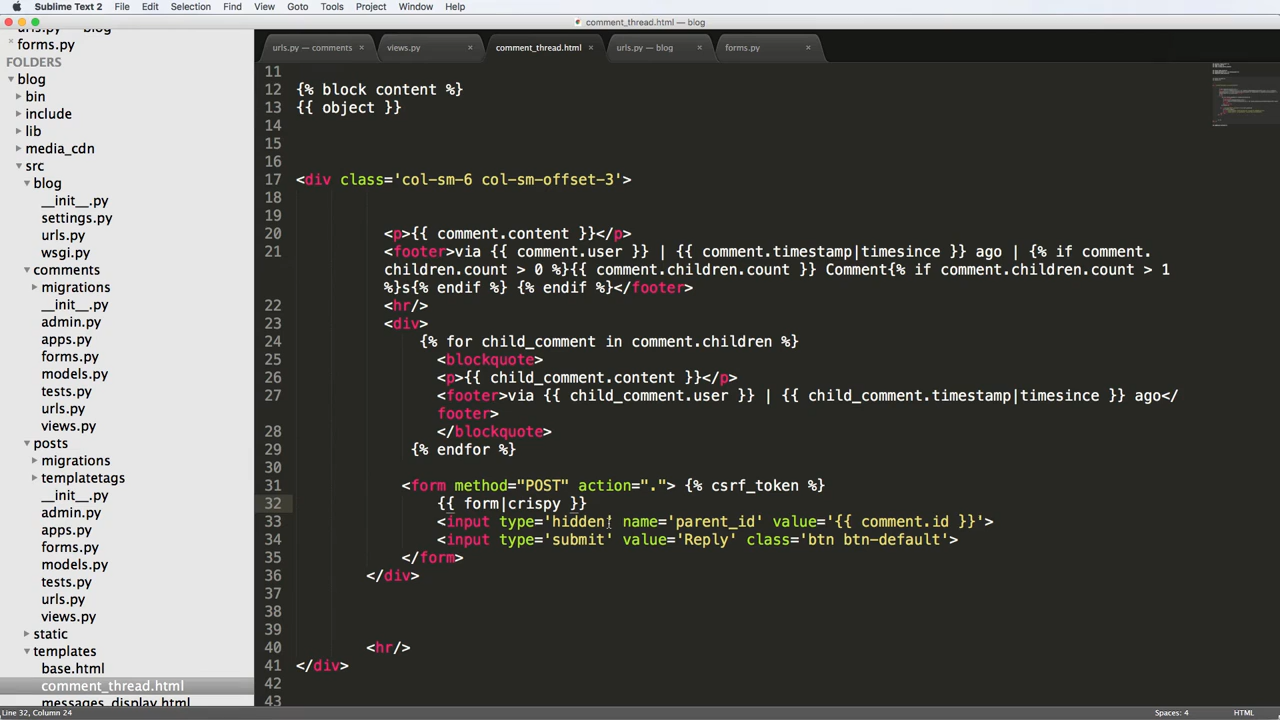 Sublime Text 2 File Edit Selection Find View Goto Tools Project Window Help
comment_thread.html — blog
urls.py — comments × views.py × comment_thread.html × urls.py — blog × forms.py ×
forms.py
FOLDERS
blog
bin
include
lib
media_cdn
src
blog
__init__.py
settings.py
urls.py
wsgi.py
comments
migrations
__init__.py
admin.py
apps.py
forms.py
models.py
tests.py
urls.py
views.py
posts
migrations
templatetags
__init__.py
admin.py
apps.py
forms.py
models.py
tests.py
urls.py
views.py
static
templates
base.html
comment_thread.html
messages_display.html
11
12 {% block content %}
13 {{ object }}
14
15
16
17 <div class='col-sm-6 col-sm-offset-3'>
18
19
20 <p>{{ comment.content }}</p>
21 <footer>via {{ comment.user }} | {{ comment.timestamp|timesince }} ago | {% if comment.
children.count > 0 %}{{ comment.children.count }} Comment{% if comment.children.count > 1
%}s{% endif %} {% endif %}</footer>
22 <hr/>
23 <div>
24 {% for child_comment in comment.children %}
25 <blockquote>
26 <p>{{ child_comment.content }}</p>
27 <footer>via {{ child_comment.user }} | {{ child_comment.timestamp|timesince }} ago</
footer>
28 </blockquote>
29 {% endfor %}
30
31 <form method="POST" action="."> {% csrf_token %}
32 {{ form|crispy }}
33 <input type='hidden' name='parent_id' value='{{ comment.id }}'>
34 <input type='submit' value='Reply' class='btn btn-default'>
35 </form>
36 </div>
37
38
39
40 <hr/>
41 </div>
42
43
Line 32, Column 24 Spaces: 4 HTML